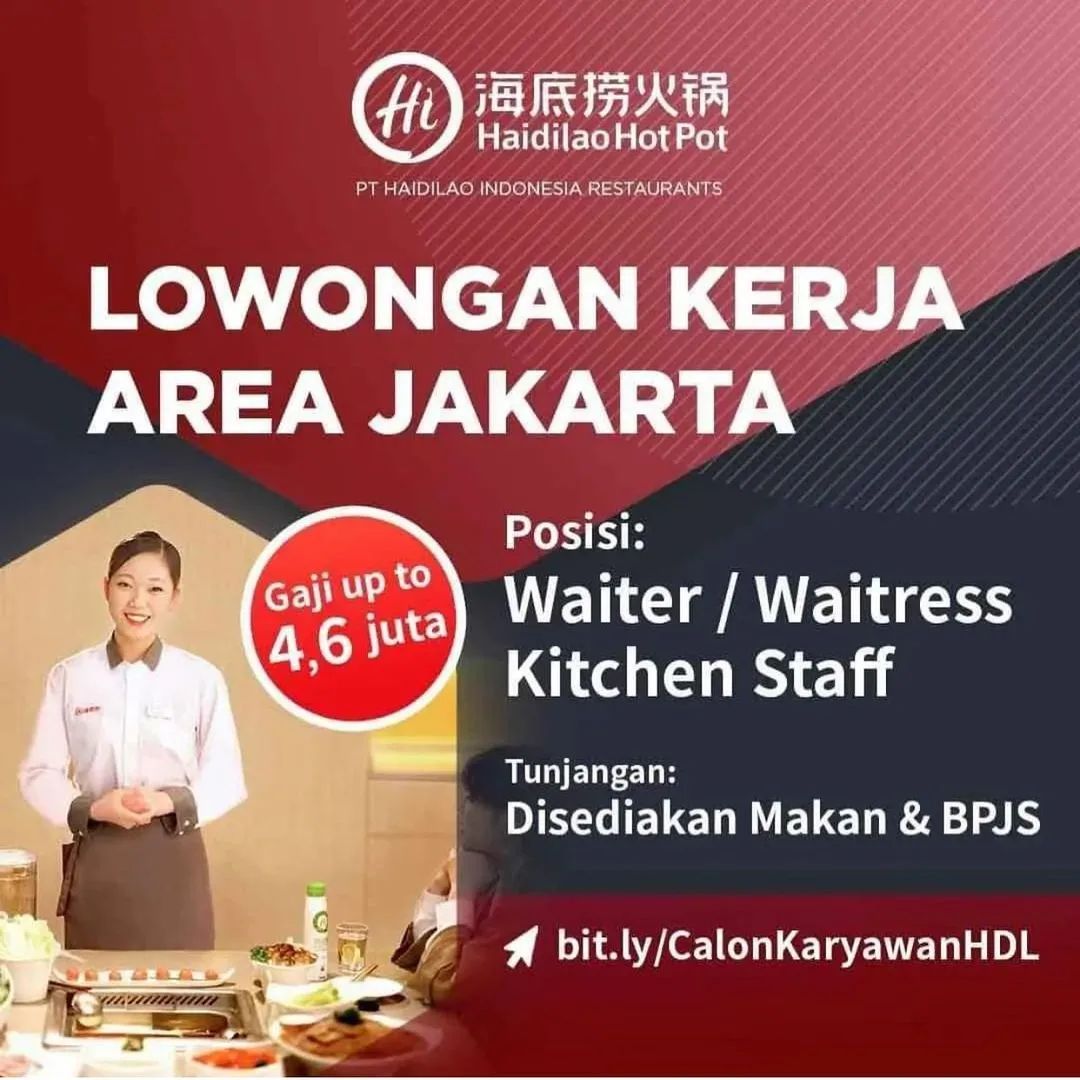 Hi
海底捞火锅
Haidilao Hot Pot
PT HAIDILAO INDONESIA RESTAURANTS
LOWONGAN KERJA
AREA JAKARTA
Gaji up to
4,6 juta
Posisi:
Waiter / Waitress
Kitchen Staff
Tunjangan:
Disediakan Makan & BPJS
bit.ly/CalonKaryawanHDL